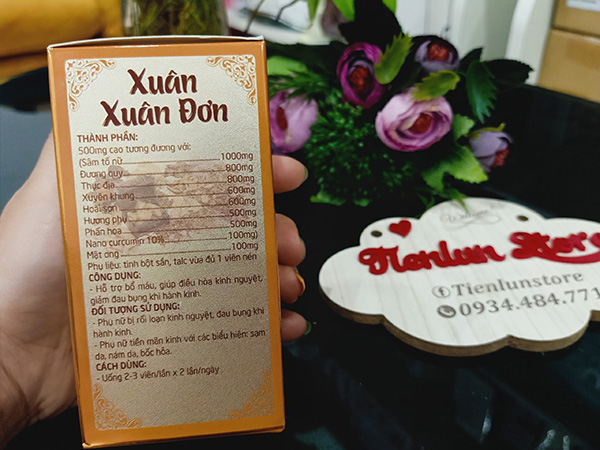 Xuân
Xuân Đơn
THÀNH PHẦN:
500mg cao tương đương với:
(Sâm tố nữ 1000mg
Đương quy 800mg
Thục địa 800mg
Xuyên khung 600mg
Hoài sơn 600mg
Hương phụ 500mg
Phấn hoa 500mg
Nano curcumin 10% 100mg)
Mật ong 100mg
Phụ liệu: tinh bột sắn, talc vừa đủ 1 viên nén
CÔNG DỤNG:
- Hỗ trợ bổ máu, giúp điều hòa kinh nguyệt,
giảm đau bụng khi hành kinh.
ĐỐI TƯỢNG SỬ DỤNG:
- Phụ nữ bị rối loạn kinh nguyệt, đau bụng khi
hành kinh.
- Phụ nữ tiền mãn kinh với các biểu hiện: sạm
da, nám da, bốc hỏa.
CÁCH DÙNG:
- Uống 2-3 viên/lần x 2 lần/ngày
Welcome
Tienlun Store
Tienlunstore
0934.484.771